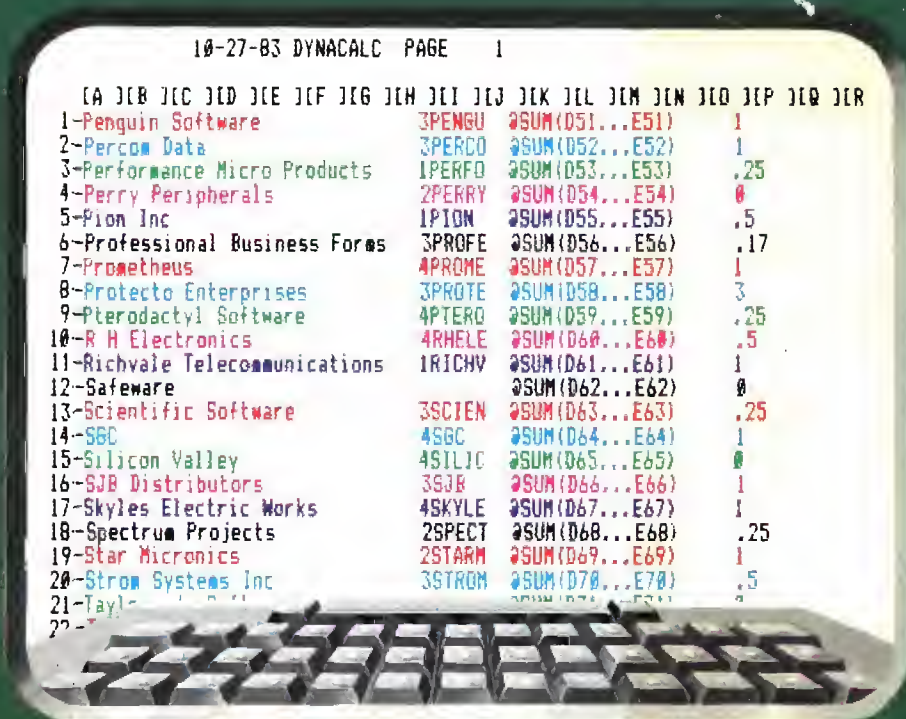 10-27-83 DYNACALC PAGE 1
[A ][B ][C ][D ][E ][F ][G ][H ][I ][J ][K ][L ][M ][N ][O ][P ][Q ][R
1-Penguin Software 3PENGU @SUM(D51...E51) 1
2-Percom Data 3PERCO @SUM(D52...E52) 1
3-Performance Micro Products 1PERFO @SUM(D53...E53) .25
4-Perry Peripherals 2PERRY @SUM(D54...E54) 0
5-Pion Inc 1PION @SUM(D55...E55) .5
6-Professional Business Forms 3PROFE @SUM(D56...E56) .17
7-Prometheus 4PROME @SUM(D57...E57) 1
8-Protecto Enterprises 3PROTE @SUM(D58...E58) 3
9-Pterodactyl Software 4PTERO @SUM(D59...E59) .25
10-R H Electronics 4RHELE @SUM(D60...E60) .5
11-Richvale Telecommunications 1RICHV @SUM(D61...E61) 1
12-Safeware @SUM(D62...E62) 0
13-Scientific Software 3SCIEN @SUM(D63...E63) .25
14-SGC 4SGC @SUM(D64...E64) 1
15-Silicon Valley 4SILIC @SUM(D65...E65) 0
16-SJB Distributors 3SJB @SUM(D66...E66) 1
17-Skyles Electric Works 4SKYLE @SUM(D67...E67) 1
18-Spectrum Projects 2SPECT @SUM(D68...E68) .25
19-Star Micronics 2STARM @SUM(D69...E69) 1
20-Strom Systems Inc 3STROM @SUM(D70...E70) .5
21-
22-